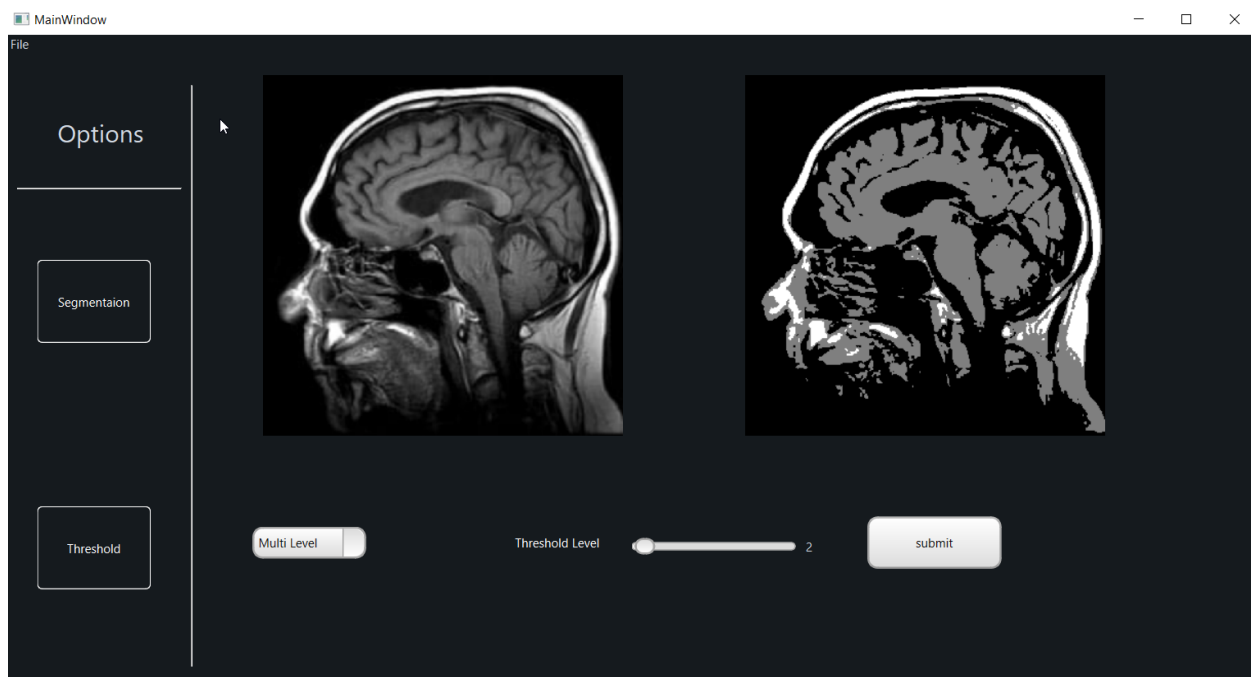 MainWindow
File
Options
Segmentaion
Threshold
Multi Level
Threshold Level
2
submit